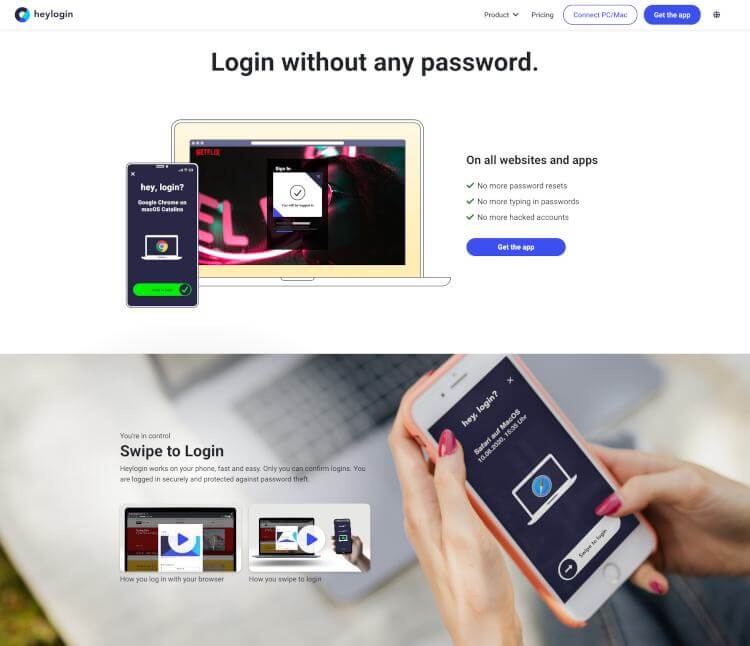 heylogin
Product
Pricing
Connect PC/Mac
Get the app
Login without any password.
NETFLIX
Sign In
You will be logged in
hey, login?
Google Chrome on
macOS Catalina
Swipe to Login
On all websites and apps
No more password resets
No more typing in passwords
No more hacked accounts
Get the app
You're in control
Swipe to Login
Heylogin works on your phone, fast and easy. Only you can confirm logins. You
are logged in securely and protected against password theft.
How you log in with your browser
How you swipe to login
hey, login?
Safari auf MacOS
10.06.2020, 15:35 Uhr
Swipe to login